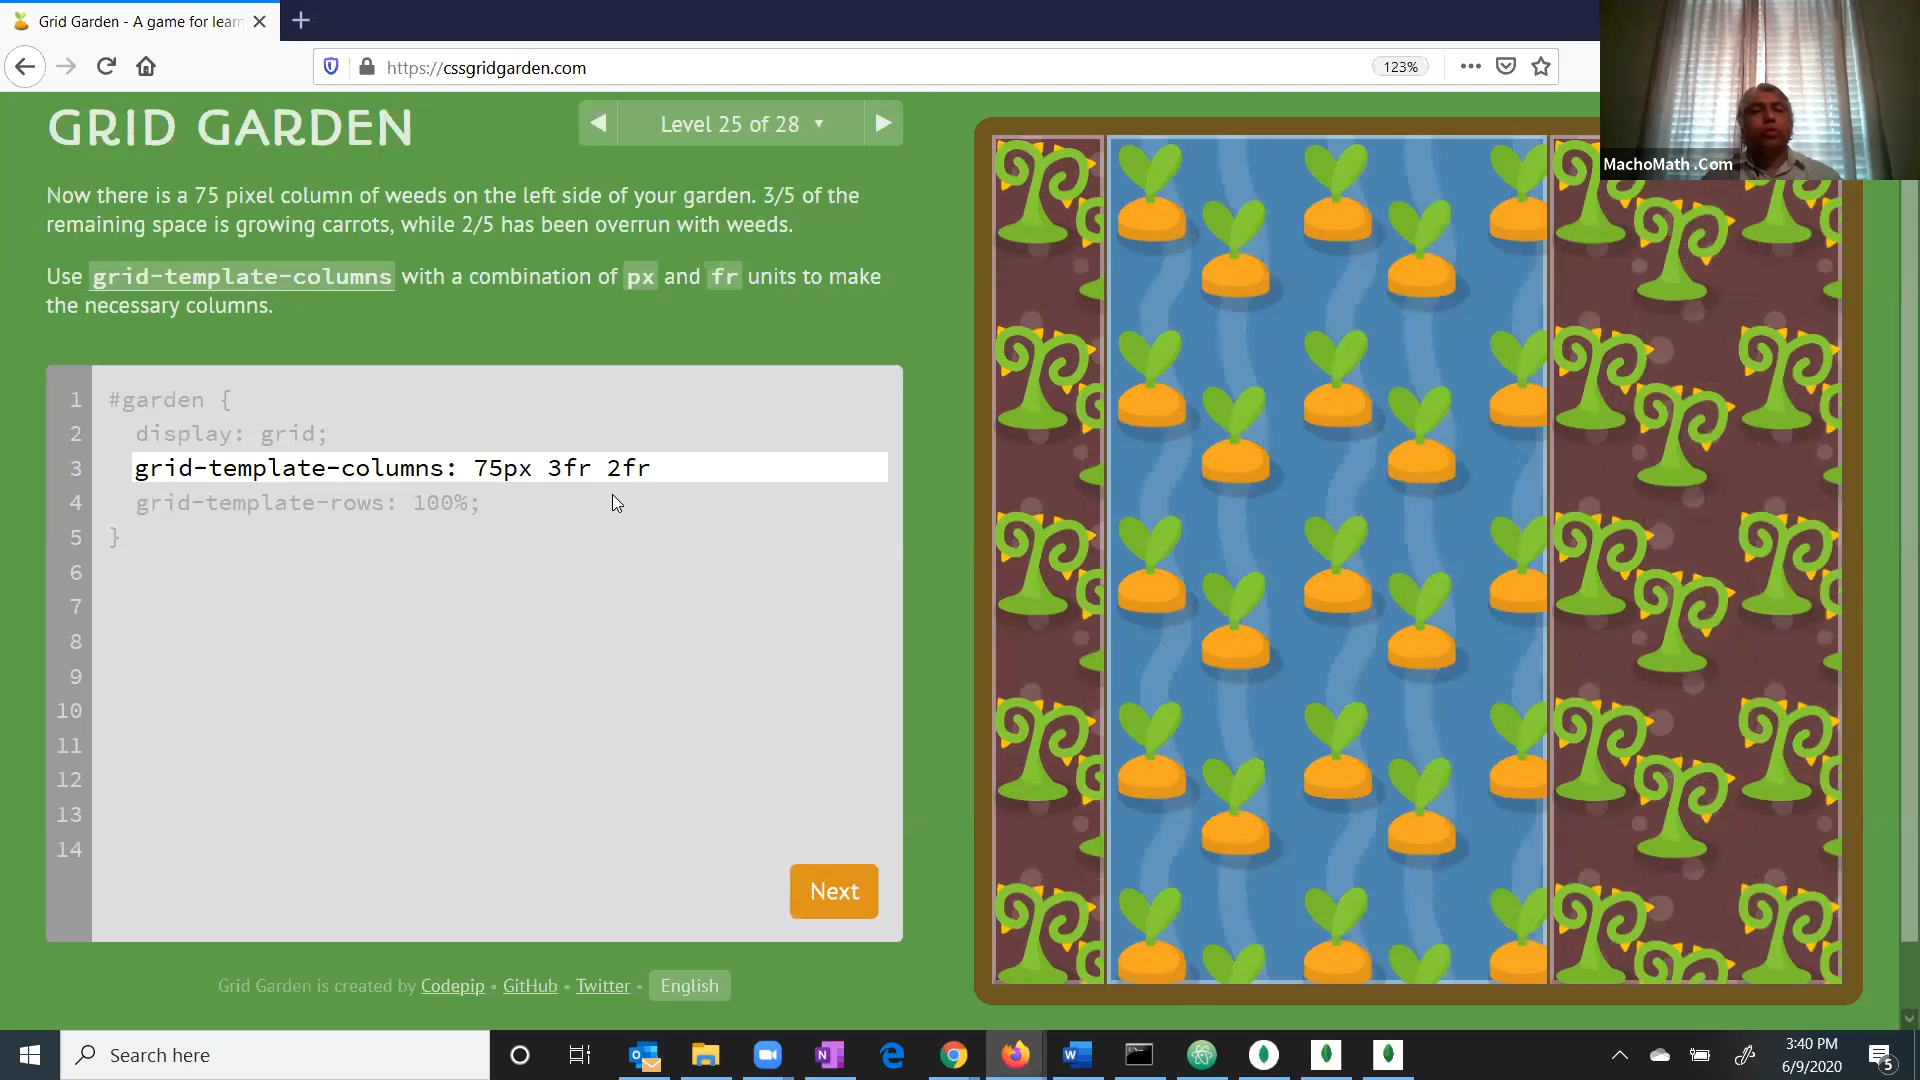 Grid Garden - A game for learn
https://cssgridgarden.com
123%
MachoMath .Com
GRID GARDEN
Level 25 of 28
Now there is a 75 pixel column of weeds on the left side of your garden. 3/5 of the
remaining space is growing carrots, while 2/5 has been overrun with weeds.
Use grid-template-columns with a combination of px and fr units to make
the necessary columns.
1 #garden {
2 display: grid;
3 grid-template-columns: 75px 3fr 2fr
4 grid-template-rows: 100%;
5 }
6
7
8
9
10
11
12
13
14
Next
Grid Garden is created by Codepip • GitHub • Twitter • English
Search here
3:40 PM
6/9/2020
5